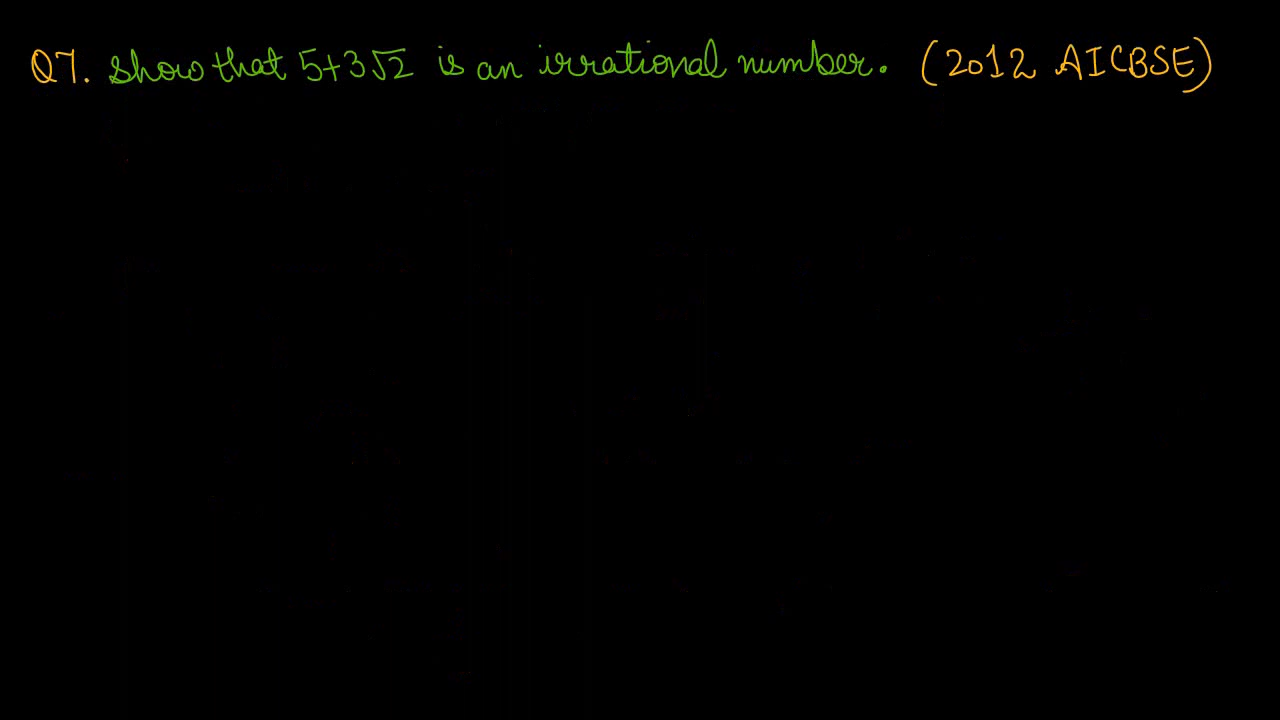 Q7. Show that 5+3√2 is an irrational number. (2012 AICBSE)